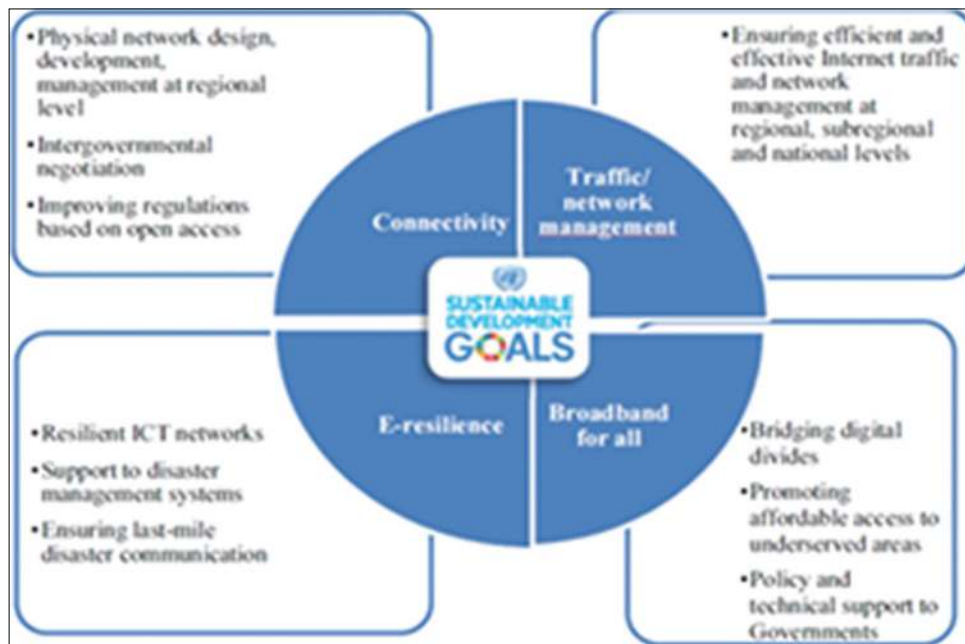 •Physical network design,
development,
management at regional
level
•Intergovernmental
negotiation
•Improving regulations
based on open access
•Ensuring efficient and
effective Internet traffic
and network
management at
regional, subregional
and national levels
Connectivity
Traffic/
network
management
SUSTAINABLE
DEVELOPMENT
GOALS
E-resilience
Broadband
for all
•Resilient ICT networks
•Support to disaster
management systems
•Ensuring last-mile
disaster communication
•Bridging digital
divides
•Promoting
affordable access to
underserved areas
•Policy and
technical support to
Governments